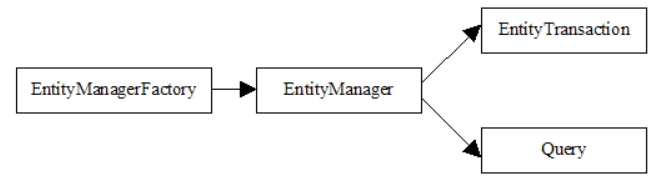 EntityTransaction
EntityManagerFactory
EntityManager
Query